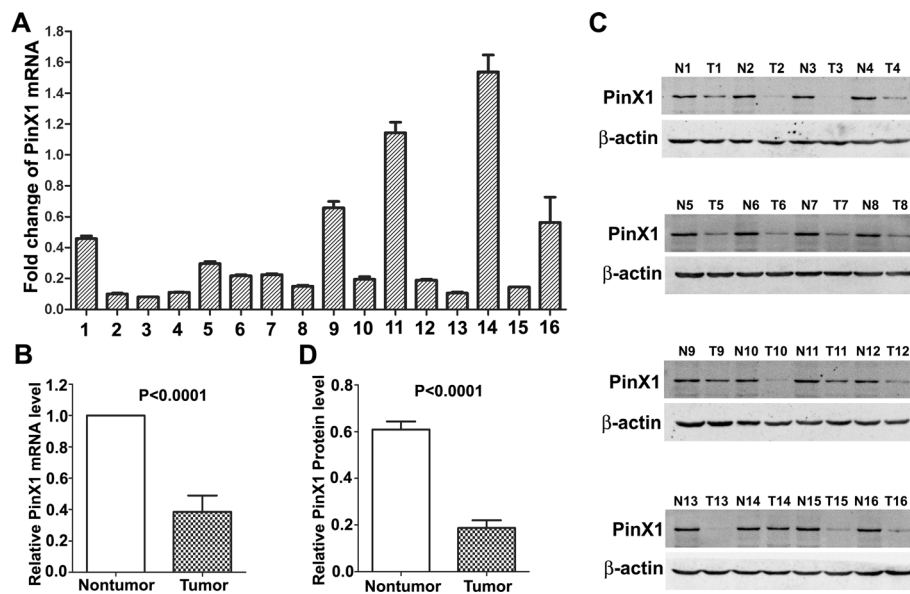 A
Fold change of PinX1 mRNA
1.8
1.6
1.4
1.2
1.0
0.8
0.6
0.4
0.2
0.0
1 2 3 4 5 6 7 8 9 10 11 12 13 14 15 16
B
Relative PinX1 mRNA level
P<0.0001
1.2
1.0
0.8
0.6
0.4
0.2
0.0
Nontumor Tumor
D
Relative PinX1 Protein level
P<0.0001
0.8
0.6
0.4
0.2
0.0
Nontumor Tumor
C
N1 T1 N2 T2 N3 T3 N4 T4
PinX1
β-actin
N5 T5 N6 T6 N7 T7 N8 T8
PinX1
β-actin
N9 T9 N10 T10 N11 T11 N12 T12
PinX1
β-actin
N13 T13 N14 T14 N15 T15 N16 T16
PinX1
β-actin